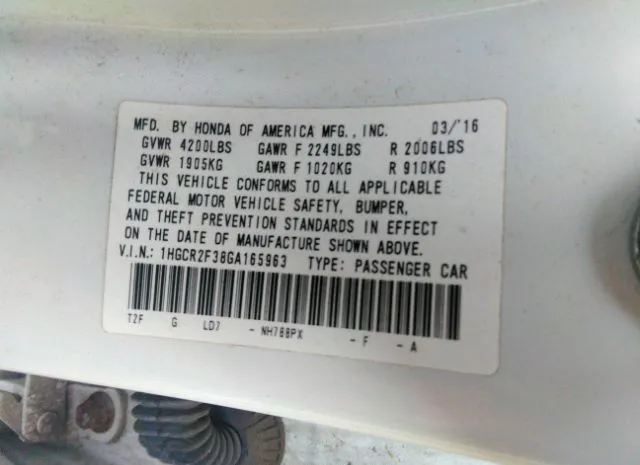 MFD. BY HONDA OF AMERICA MFG., INC. 03/'16
GVWR 4200LBS GAWR F 2249LBS R 2006LBS
GVWR 1905KG GAWR F 1020KG R 910KG
THIS VEHICLE CONFORMS TO ALL APPLICABLE
FEDERAL MOTOR VEHICLE SAFETY, BUMPER,
AND THEFT PREVENTION STANDARDS IN EFFECT
ON THE DATE OF MANUFACTURE SHOWN ABOVE.
V.I.N.: 1HGCR2F38GA165963 TYPE: PASSENGER CAR
T2F G LD7 - NH788PX - F - A